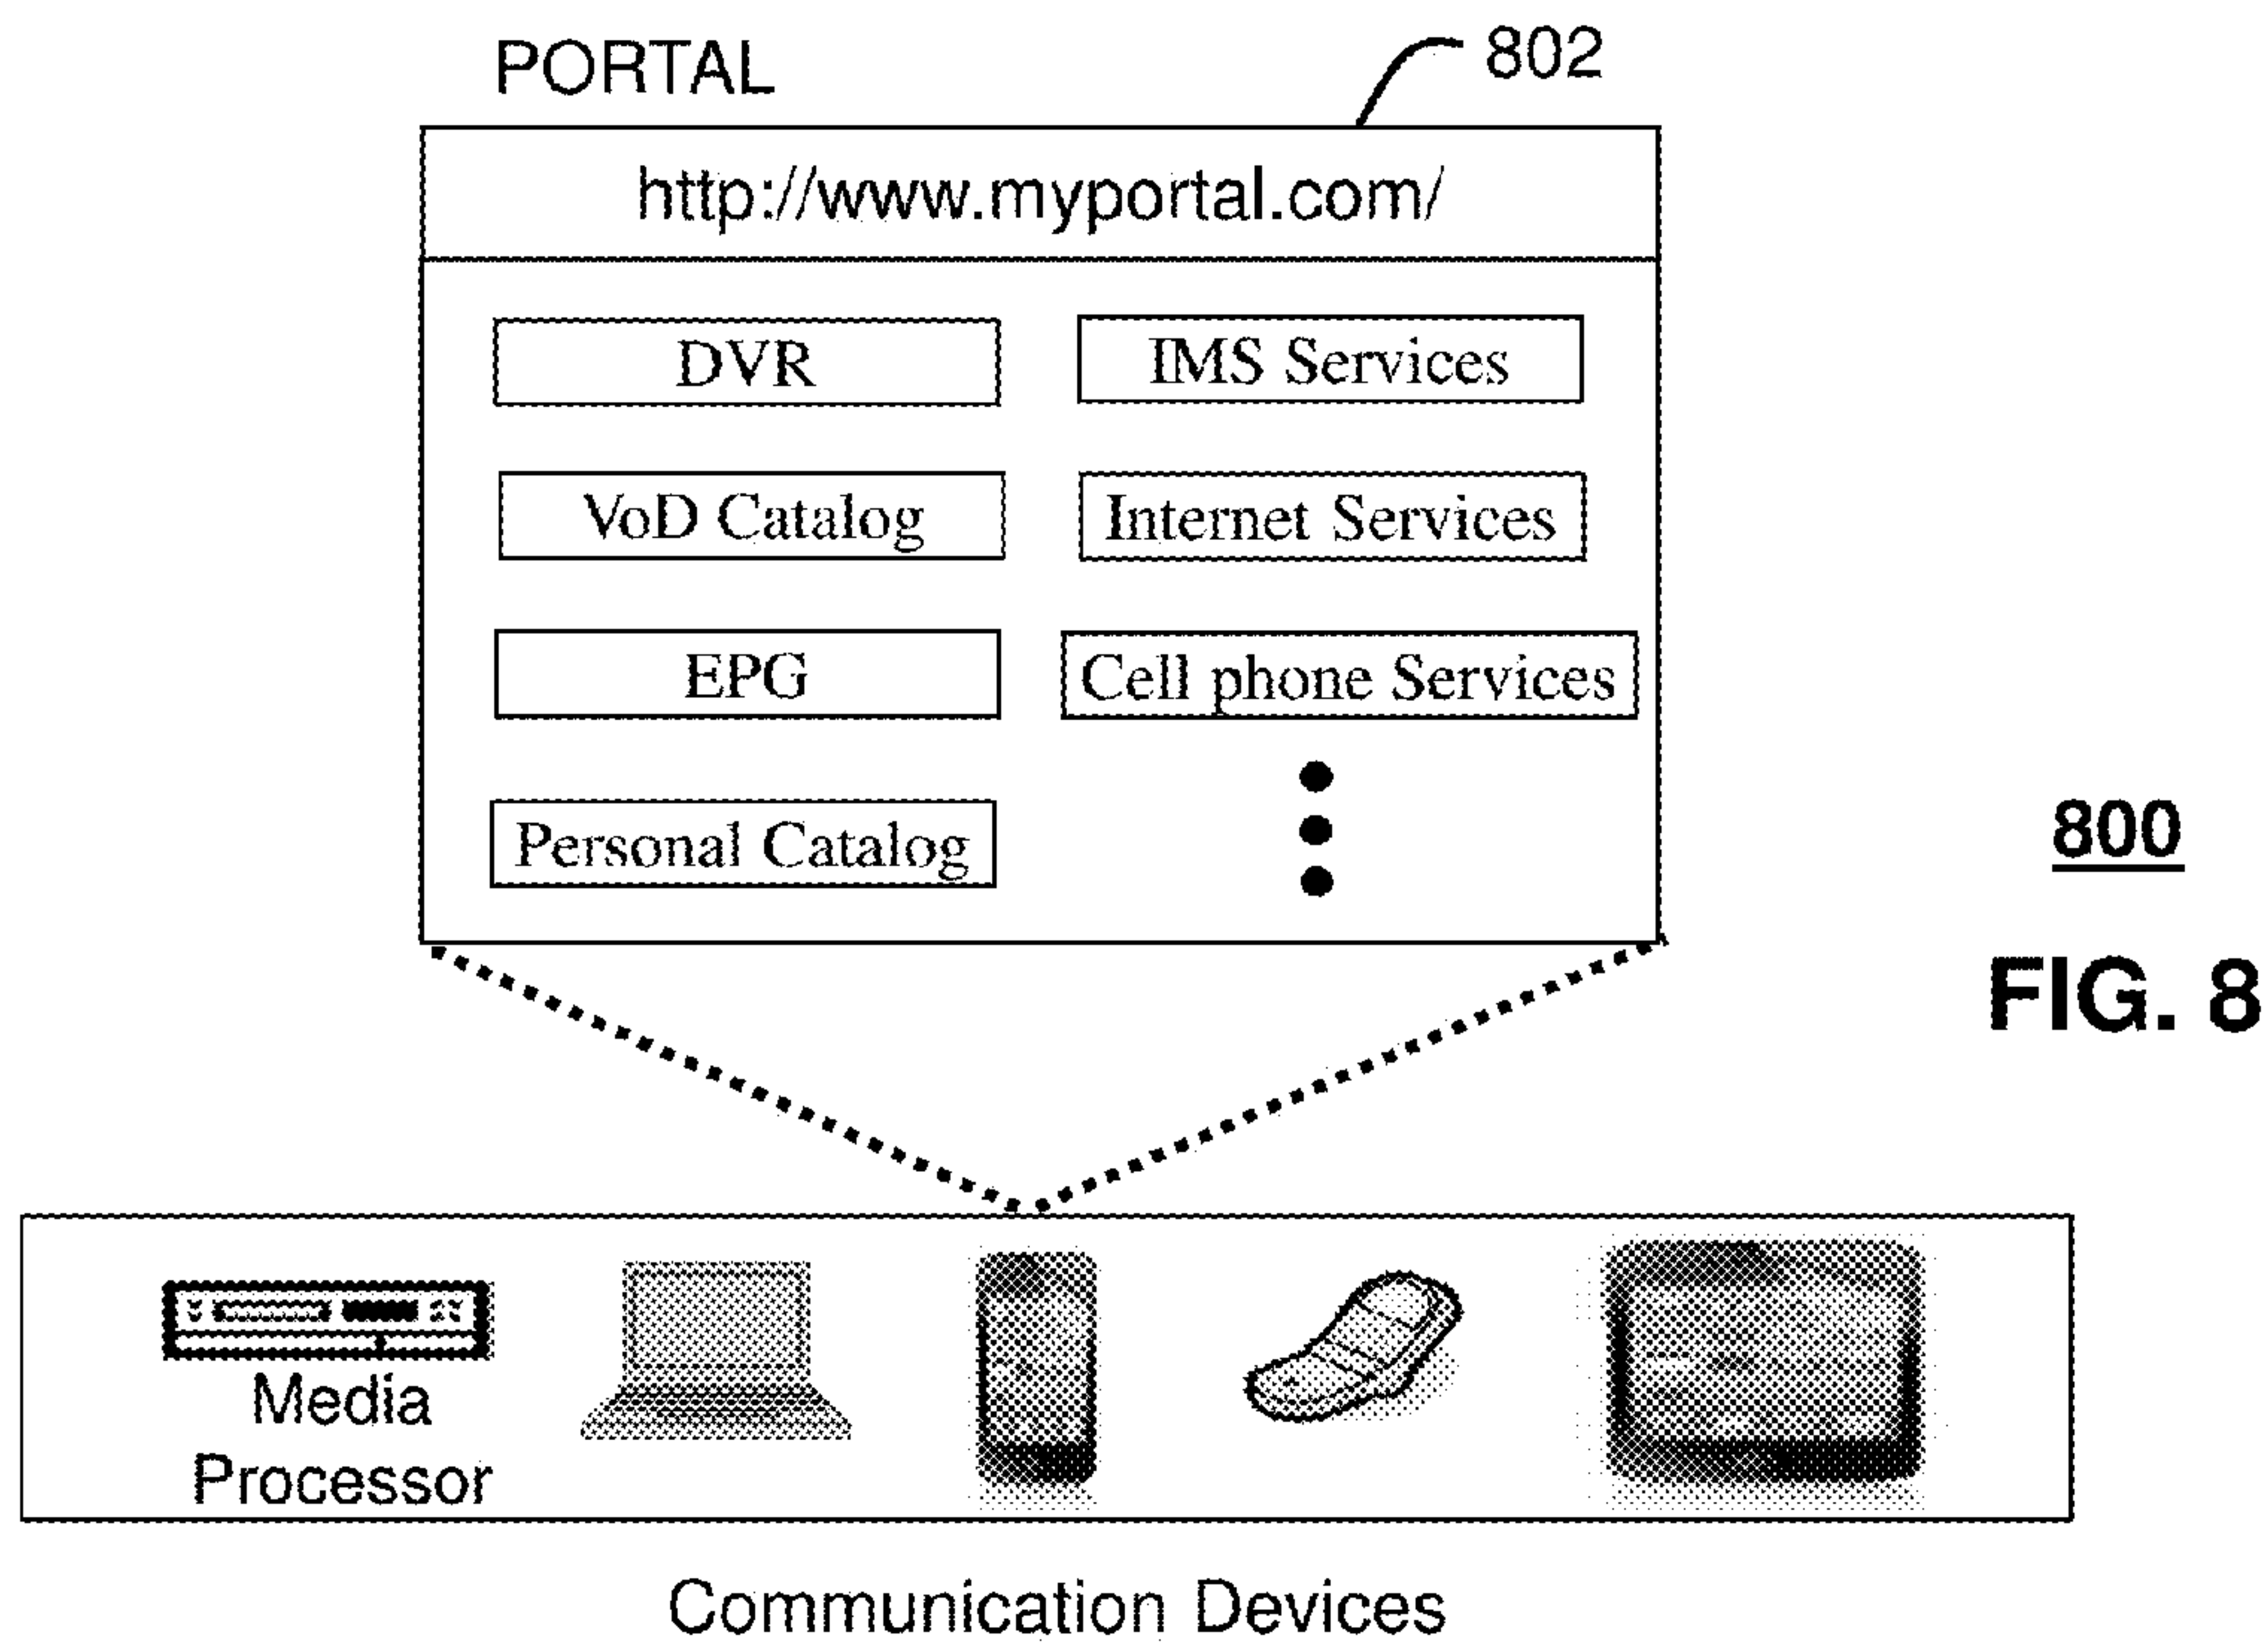 PORTAL
802
http://www.myportal.com/
DVR
IMS Services
VoD Catalog
Internet Services
EPG
Cell phone Services
Personal Catalog
800
FIG. 8
Media
Processor
Communication Devices